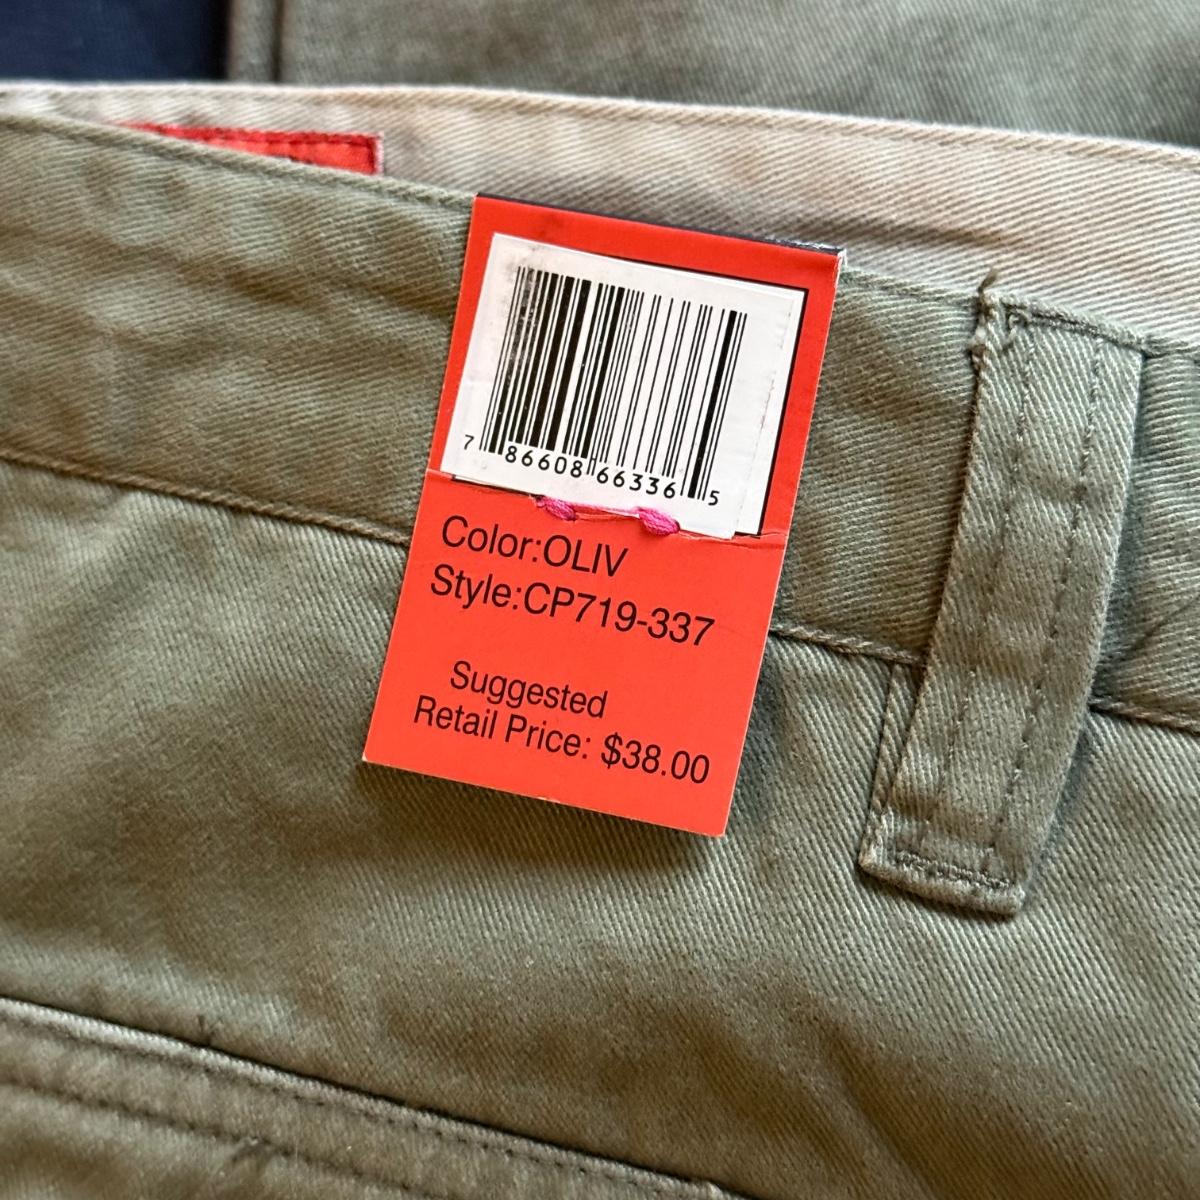 7 86608 66336 5
Color:OLIV
Style:CP719-337
Suggested
Retail Price: $38.00